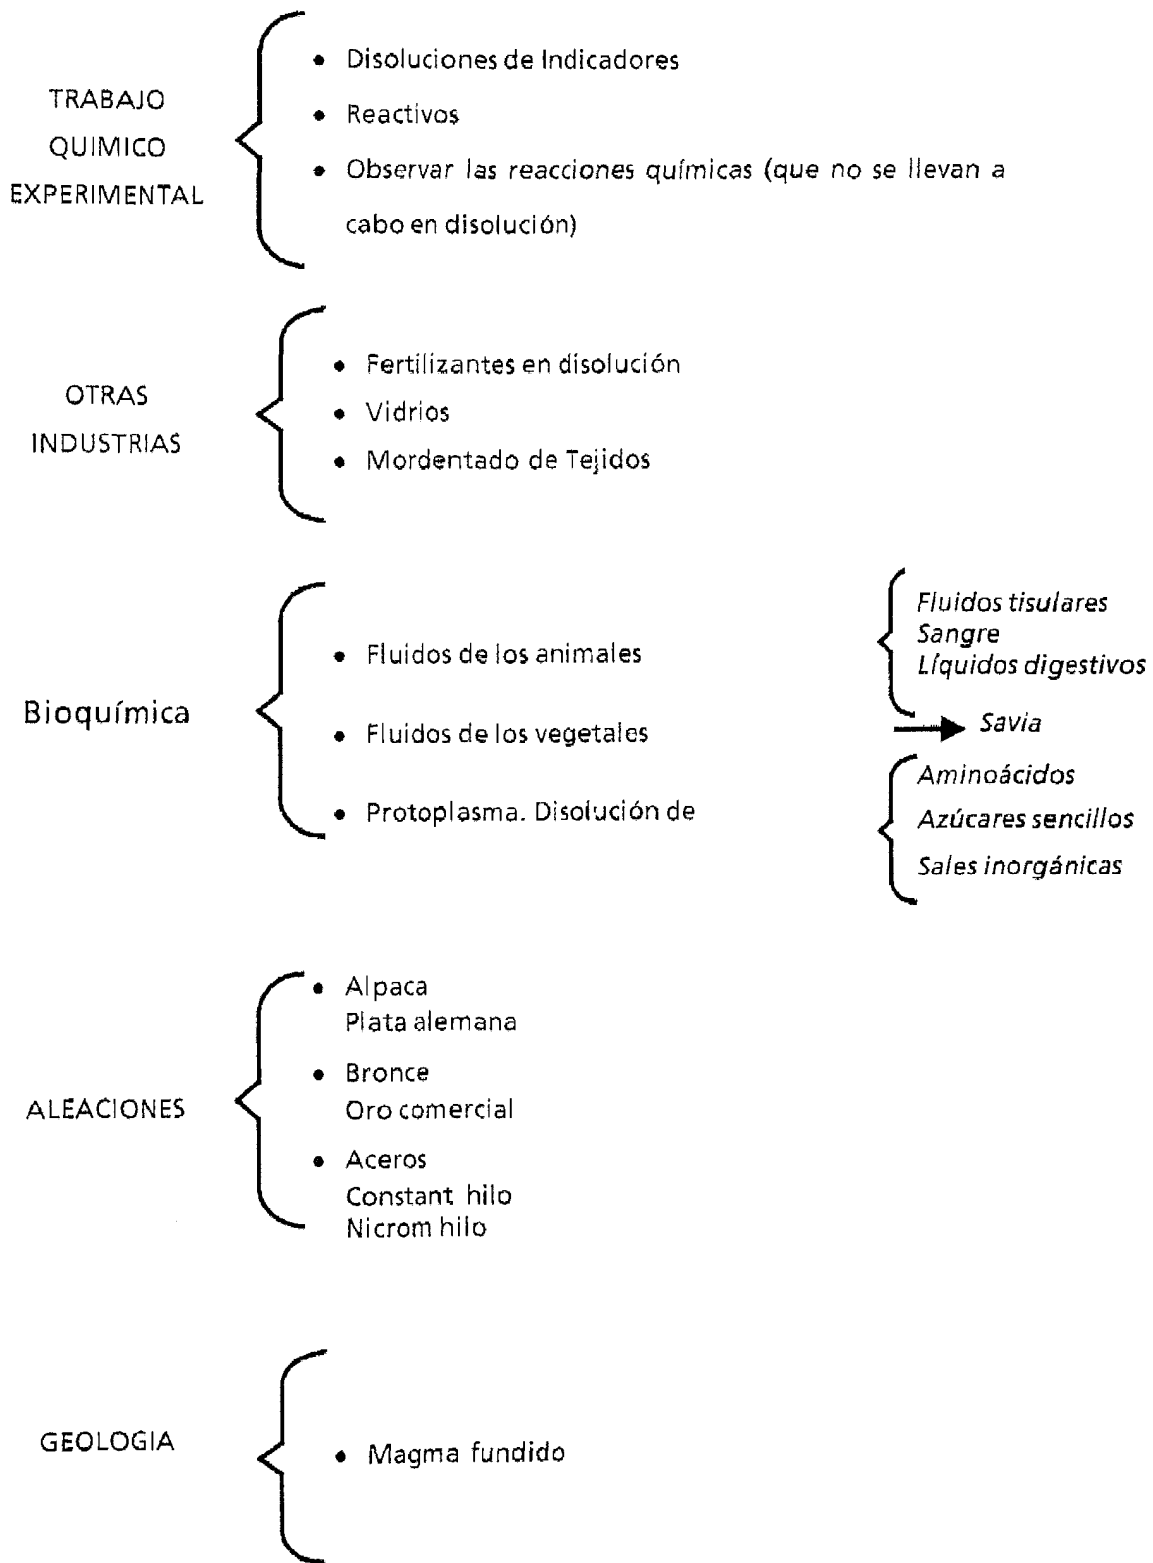 TRABAJO
QUIMICO
EXPERIMENTAL
• Disoluciones de Indicadores
• Reactivos
• Observar las reacciones químicas (que no se llevan a
cabo en disolución)
OTRAS
INDUSTRIAS
• Fertilizantes en disolución
• Vidrios
• Mordentado de Tejidos
Bioquímica
• Fluidos de los animales
Fluidos tisulares
Sangre
Líquidos digestivos
• Fluidos de los vegetales
Savia
• Protoplasma. Disolución de
Aminoácidos
Azúcares sencillos
Sales inorgánicas
ALEACIONES
• Alpaca
Plata alemana
• Bronce
Oro comercial
• Aceros
Constant hilo
Nicrom hilo
GEOLOGIA
• Magma fundido